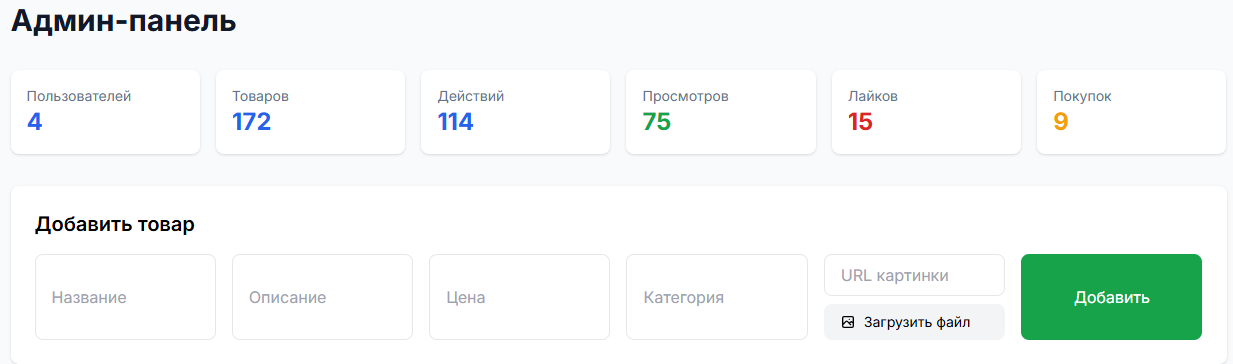 Админ-панель
Пользователей
4
Товаров
172
Действий
114
Просмотров
75
Лайков
15
Покупок
9
Добавить товар
Название
Описание
Цена
Категория
URL картинки
Загрузить файл
Добавить